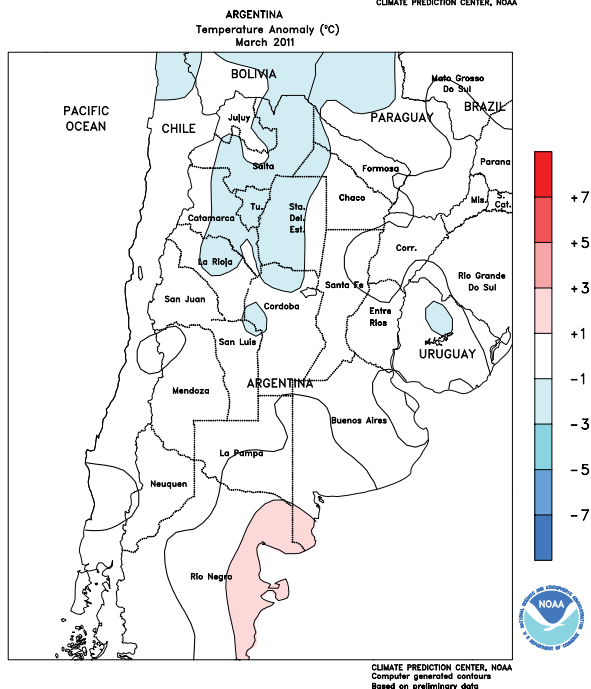 CLIMATE PREDICTION CENTER, NOAA
ARGENTINA
Temperature Anomaly (°C)
March 2011
BOLIVIA
Mato Grosso
Do Sul
PACIFIC
OCEAN
CHILE
Jujuy
PARAGUAY
BRAZIL
Salta
Formosa
Parana
Chaco
Mis.
S.
Cat.
Catamarca
Tu.
Sta.
Del.
Est.
La Rioja
Corr.
Rio Grande
Do Sul
San Juan
Cordoba
Santa Fe
Entre
Rios
San Luis
URUGUAY
Mendoza
ARGENTINA
Buenos Aires
La Pampa
Neuquen
Rio Negro
+7
+5
+3
+1
-1
-3
-5
-7
NOAA
CLIMATE PREDICTION CENTER, NOAA
Computer generated contours
Based on preliminary data